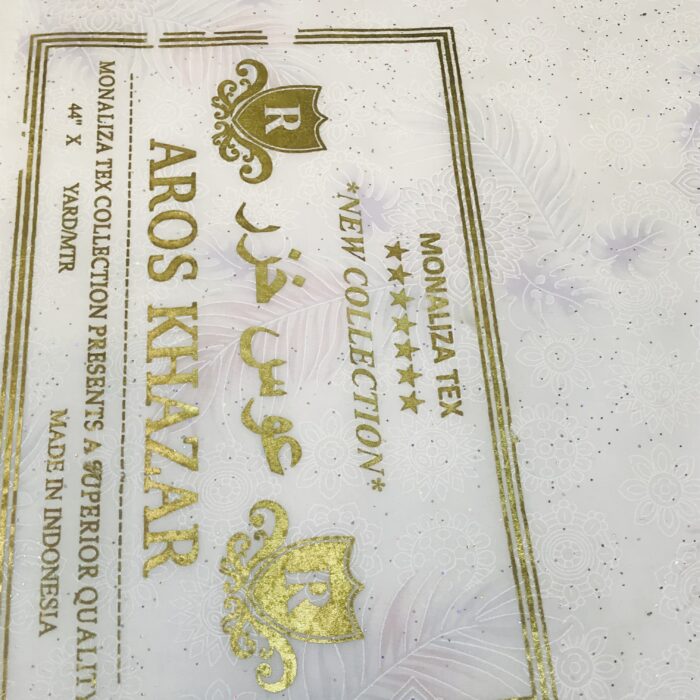 MONALIZA TEX
★★★★★★★
*NEW COLLECTION*
R عوس خزر R
AROS KHAZAR
MONALIZA TEX COLLECTION PRESENTS A SUPERIOR QUALITY
44" X YARD/MTR MADE IN INDONESIA